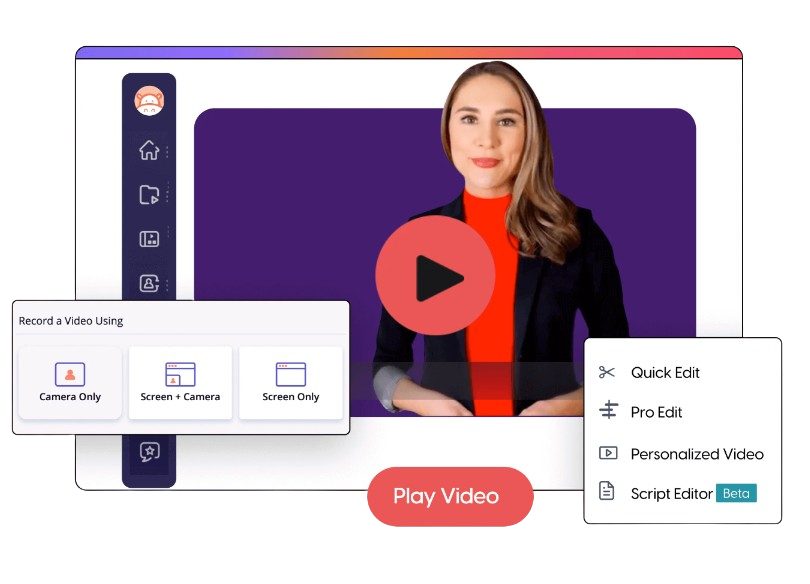 Record a Video Using
Camera Only
Screen + Camera
Screen Only
Quick Edit
Pro Edit
Personalized Video
Script Editor Beta
Play Video